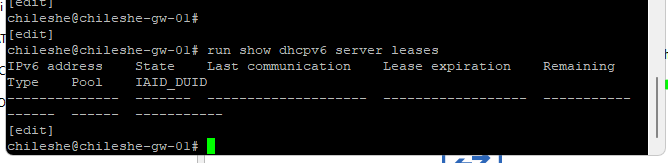 [edit]
chileshe@chileshe-gw-01#
[edit]
chileshe@chileshe-gw-01# run show dhcpv6 server leases
IPv6 address    State    Last communication    Lease expiration    Remaining
Type    Pool    IAID_DUID
--------------  -------  --------------------  ------------------  -----------
------  ------  -----------
[edit]
chileshe@chileshe-gw-01#